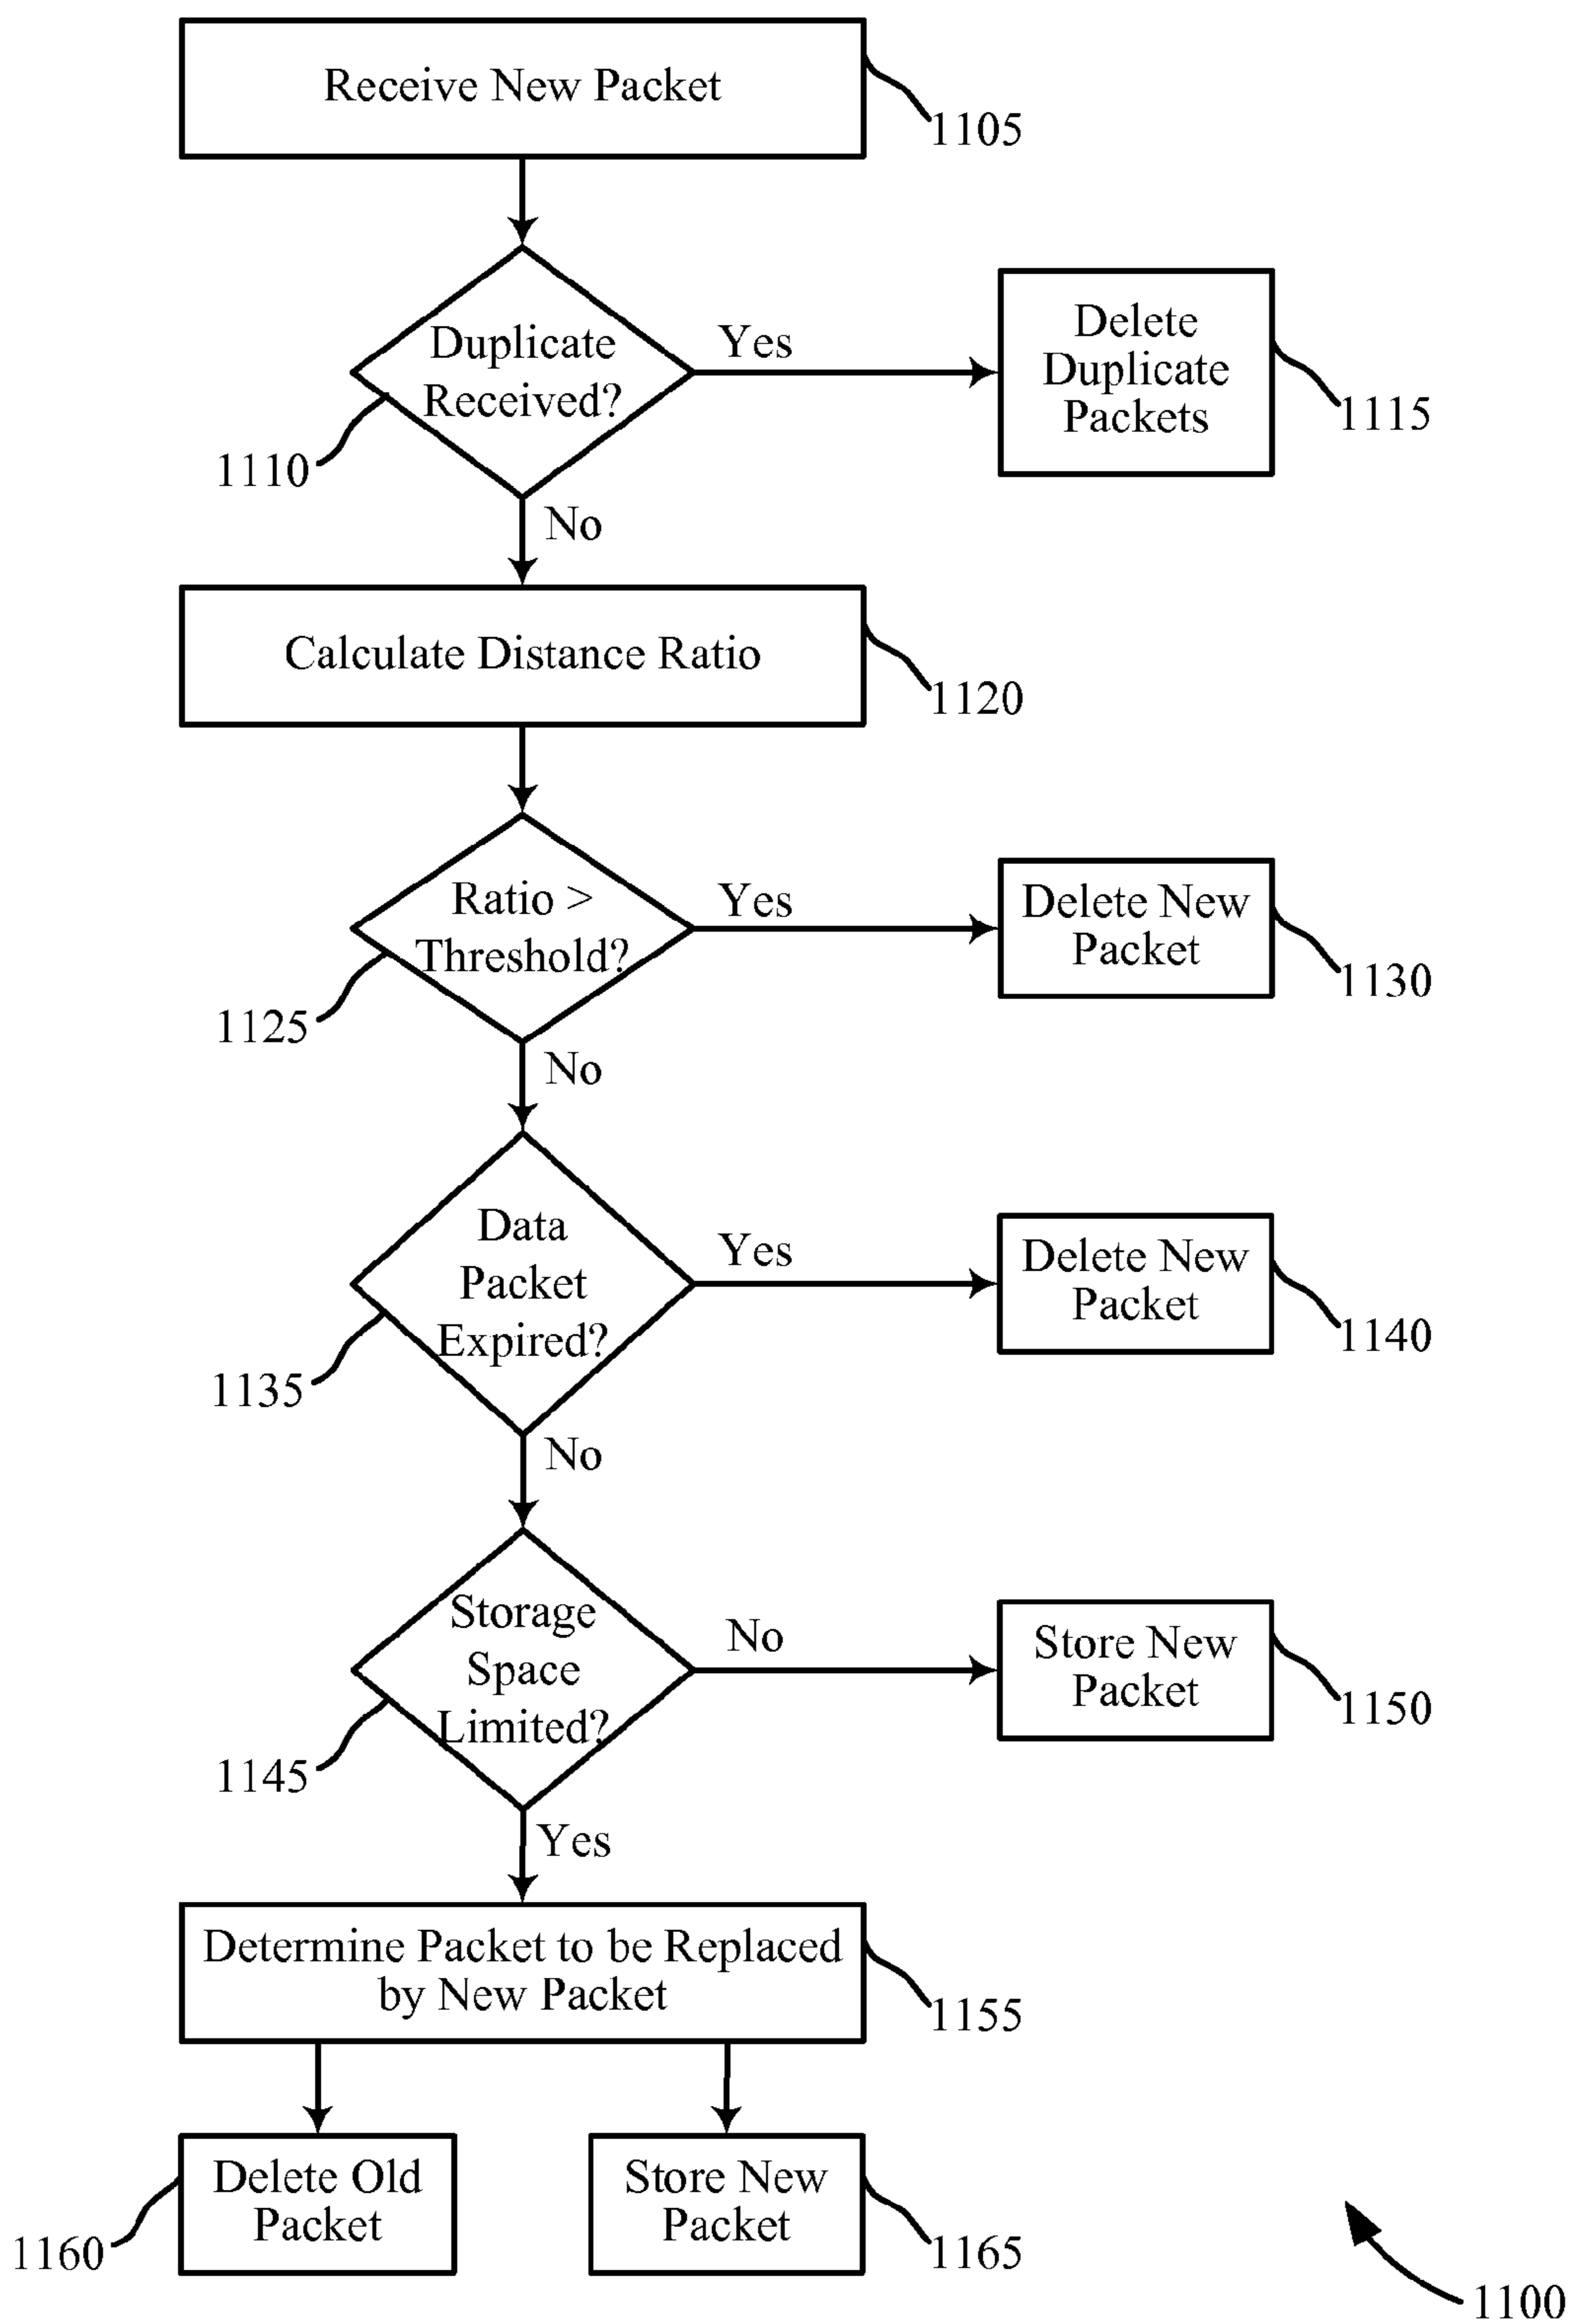 Receive New Packet
1105
Duplicate
Received?
Yes
Delete
Duplicate
Packets
1115
1110
No
Calculate Distance Ratio
1120
Ratio >
Threshold?
Yes
Delete New
Packet
1130
1125
No
Data
Packet
Expired?
Yes
Delete New
Packet
1140
1135
No
Storage
Space
Limited?
No
Store New
Packet
1150
1145
Yes
Determine Packet to be Replaced
by New Packet
1155
Delete Old
Packet
1160
Store New
Packet
1165
1100